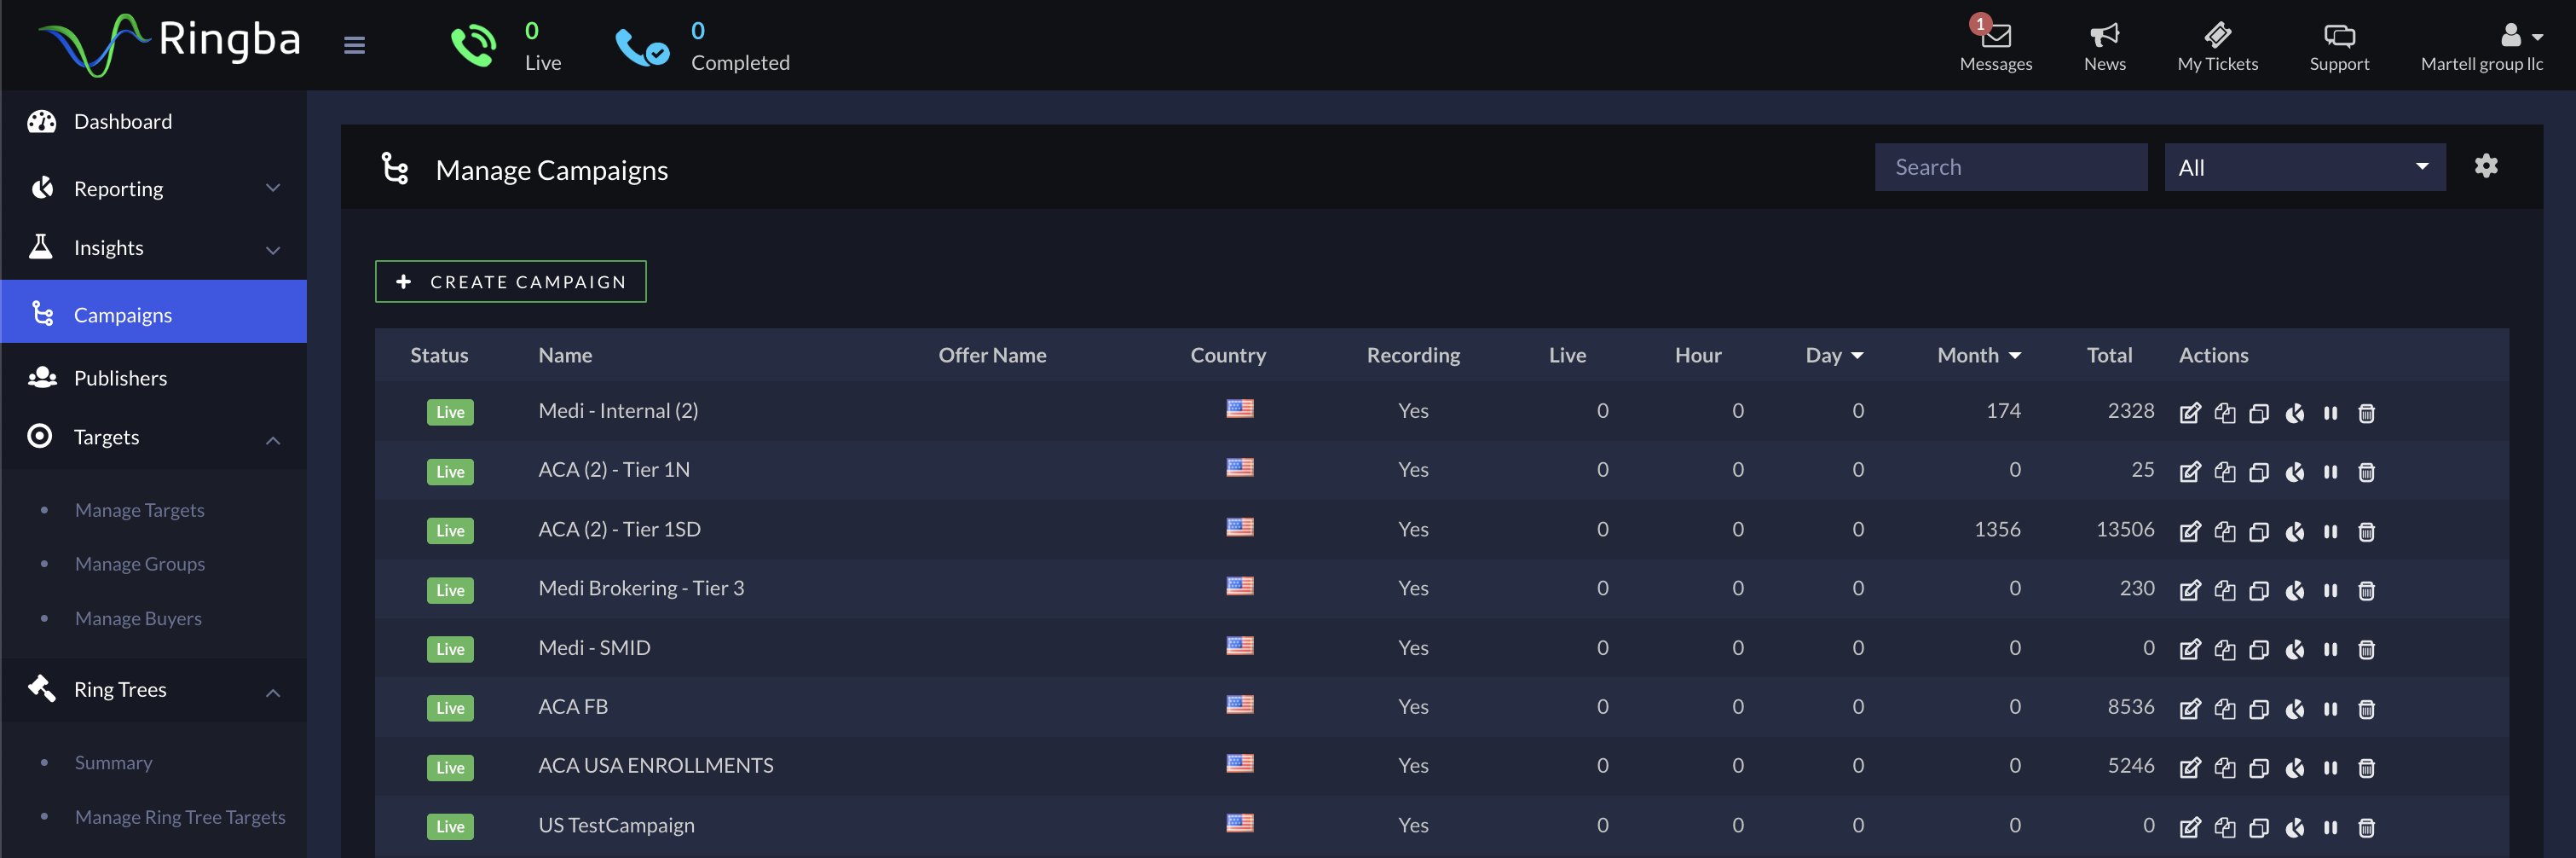 Ringba
0
Live
0
Completed
1
Messages
News
My Tickets
Support
Martell group llc
Dashboard
Reporting
Insights
Campaigns
Publishers
Targets
Manage Targets
Manage Groups
Manage Buyers
Ring Trees
Summary
Manage Ring Tree Targets
Manage Campaigns
Search
All
CREATE CAMPAIGN
Status Name Offer Name Country Recording Live Hour Day Month Total Actions
Live Medi - Internal (2) Yes 0 0 0 174 2328
Live ACA (2) - Tier 1N Yes 0 0 0 0 25
Live ACA (2) - Tier 1SD Yes 0 0 0 1356 13506
Live Medi Brokering - Tier 3 Yes 0 0 0 0 230
Live Medi - SMID Yes 0 0 0 0 0
Live ACA FB Yes 0 0 0 0 8536
Live ACA USA ENROLLMENTS Yes 0 0 0 0 5246
Live US TestCampaign Yes 0 0 0 0 0